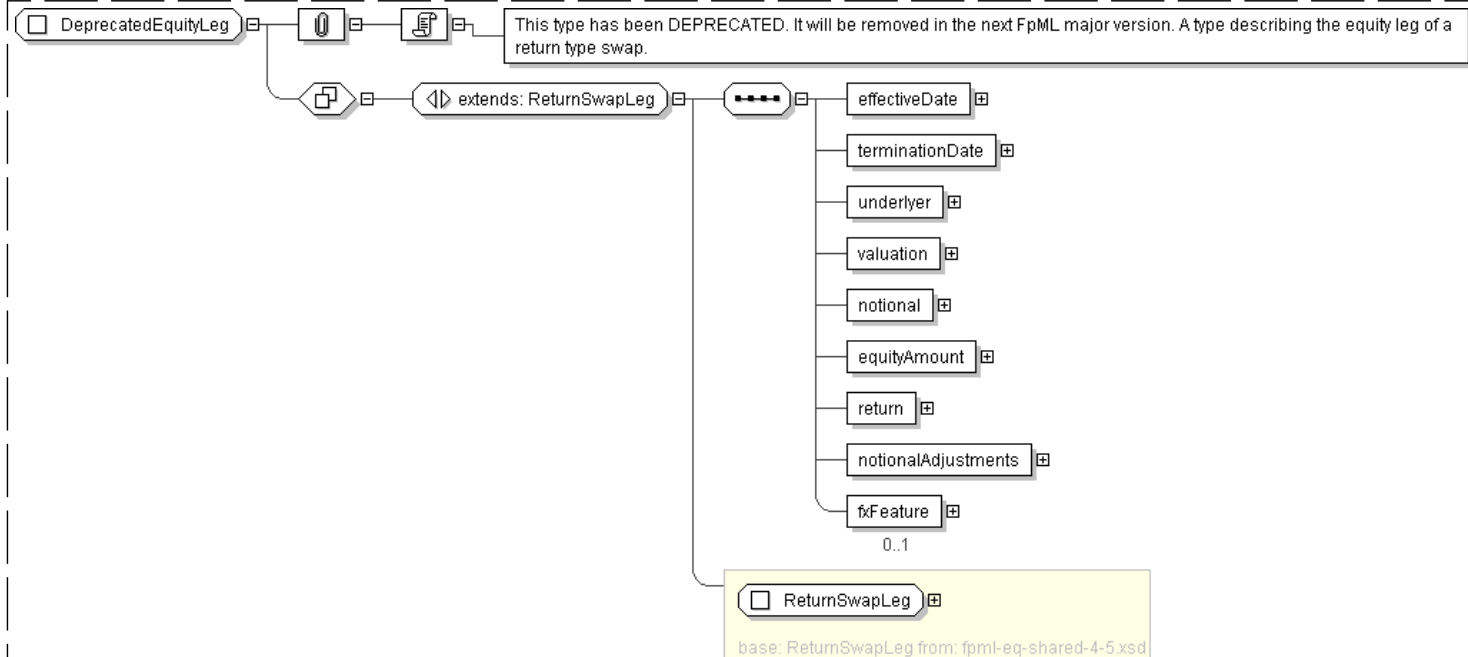 DeprecatedEquityLeg
This type has been DEPRECATED. It will be removed in the next FpML major version. A type describing the equity leg of a
return type swap.
extends: ReturnSwapLeg
effectiveDate
terminationDate
underlyer
valuation
notional
equityAmount
return
notionalAdjustments
fxFeature
0..1
ReturnSwapLeg
base: ReturnSwapLeg from: fpml-eq-shared-4-5.xsd